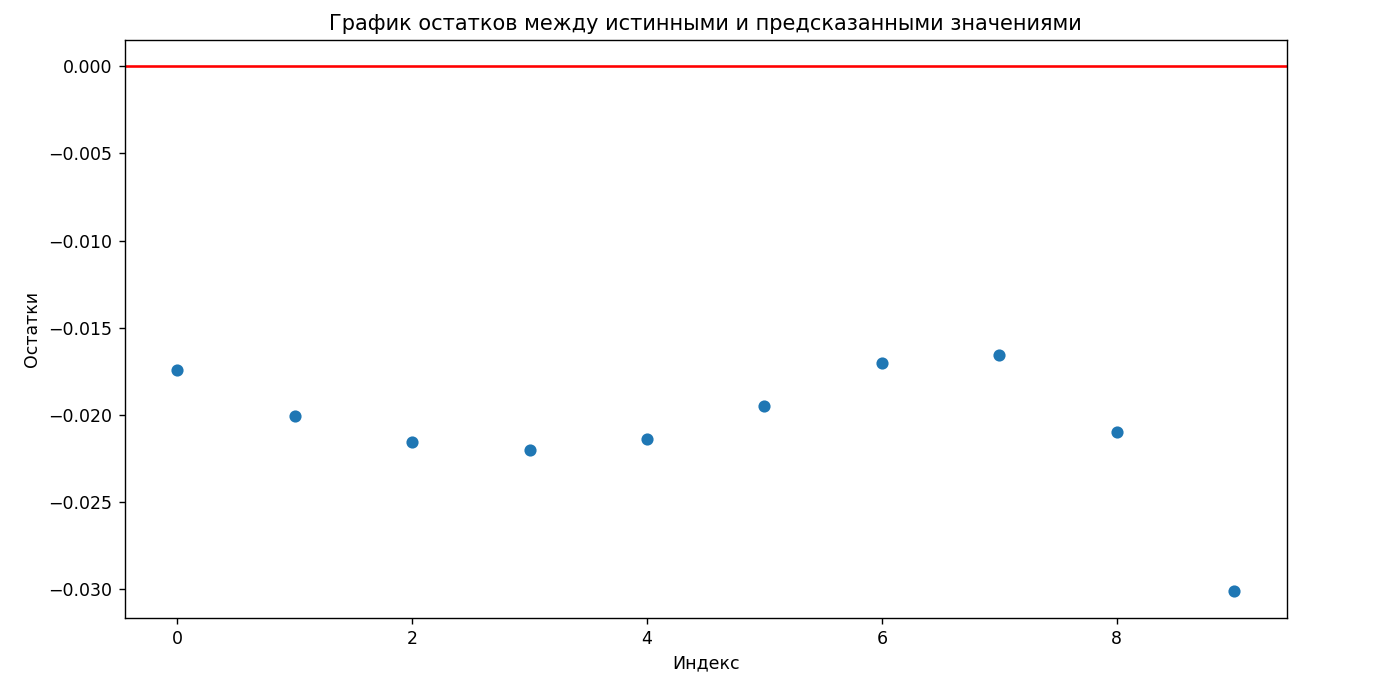 График остатков между истинными и предсказанными значениями
0.000
−0.005
−0.010
−0.015
−0.020
−0.025
−0.030
Остатки
0 2 4 6 8
Индекс